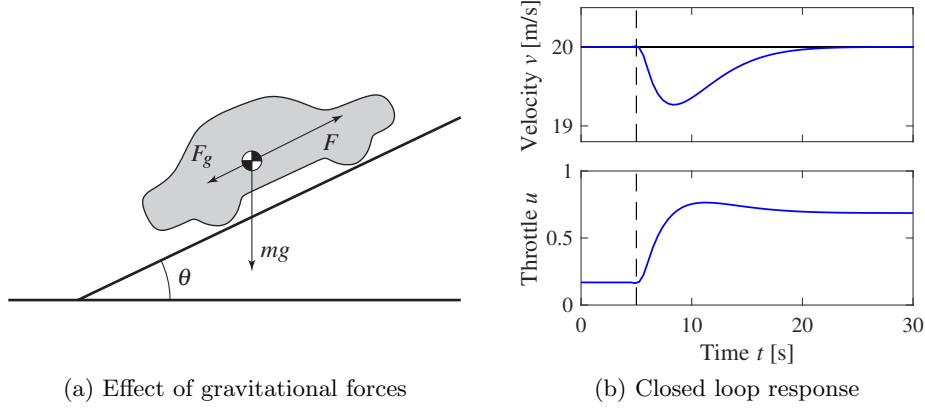 F_g
F
mg
θ
(a) Effect of gravitational forces
Velocity v [m/s]
20
19
Throttle u
1
0.5
0
0
10
20
30
Time t [s]
(b) Closed loop response